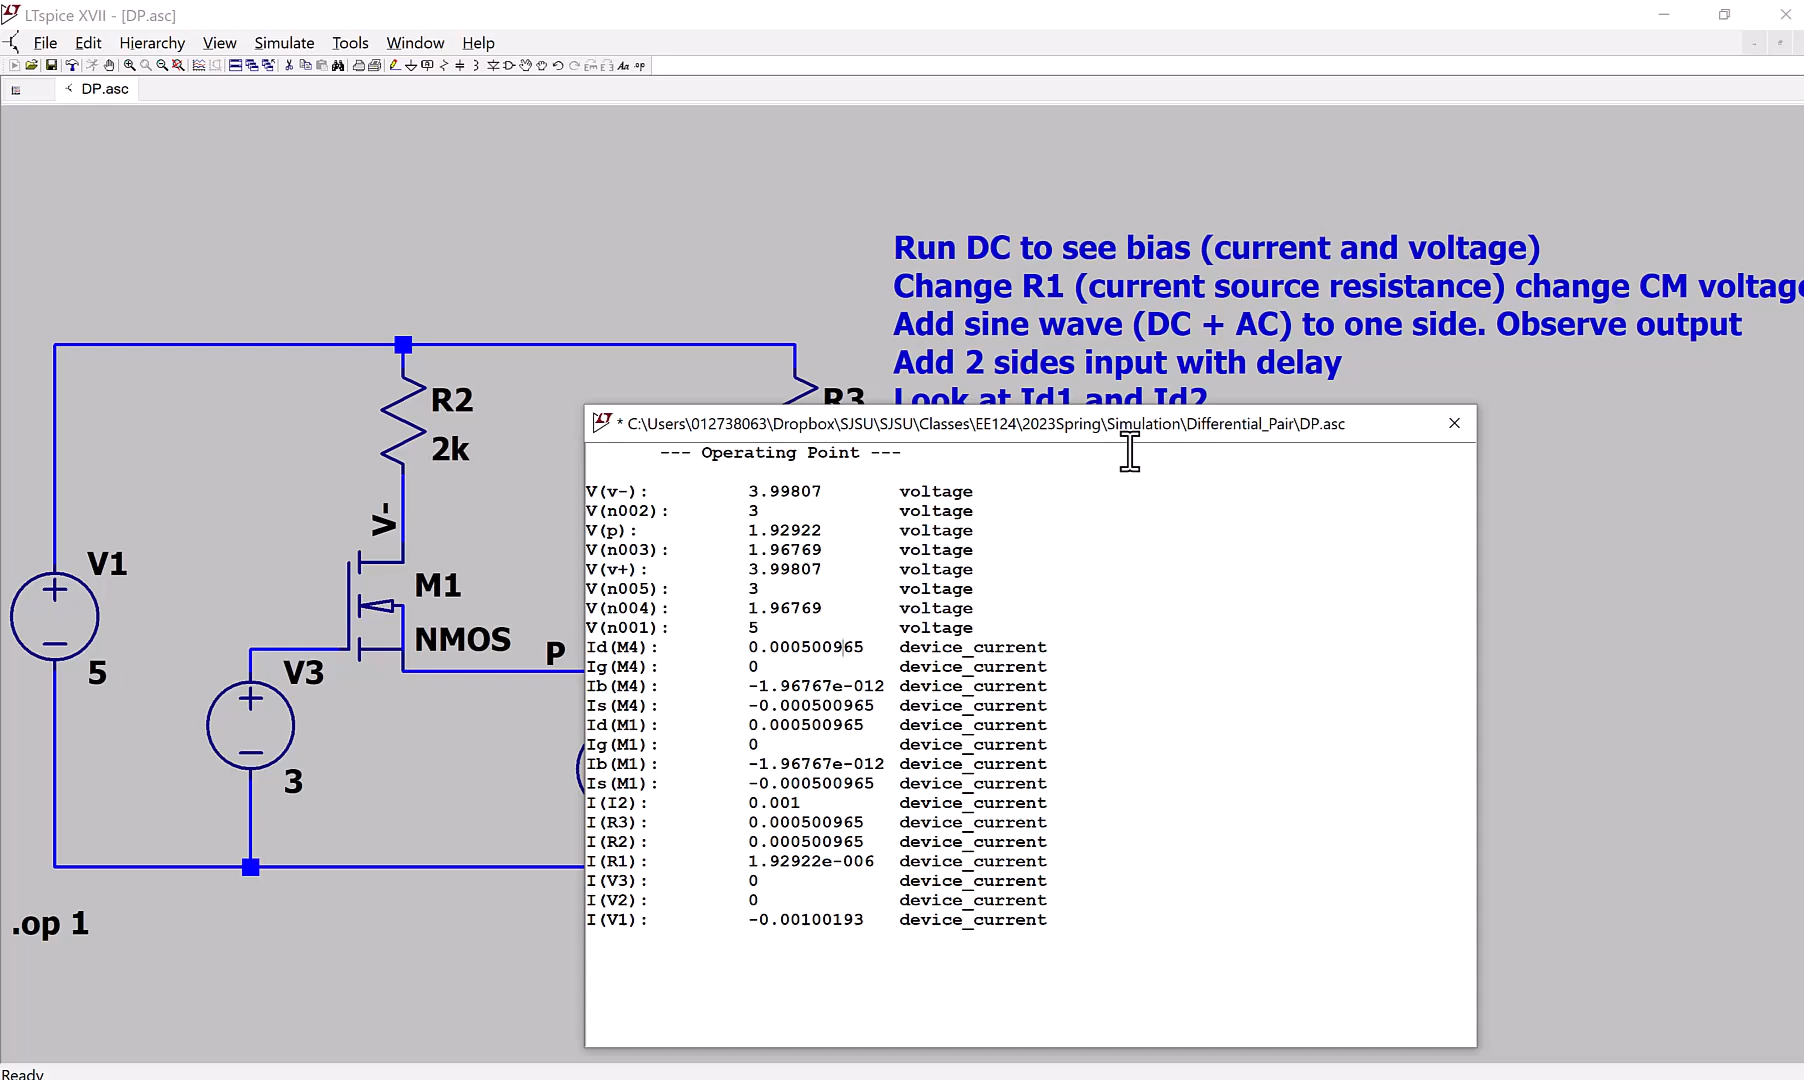 LTspice XVII - [DP.asc]
File Edit Hierarchy View Simulate Tools Window Help
Aa .op
DP.asc
Run DC to see bias (current and voltage)
Change R1 (current source resistance) change CM voltage
Add sine wave (DC + AC) to one side. Observe output
Add 2 sides input with delay
Look at Id1 and Id2
R2
2k
R3
V-
V1
5
M1
NMOS
P
V3
3
.op 1
* C:\Users\012738063\Dropbox\SJSU\SJSU\Classes\EE124\2023Spring\Simulation\Differential_Pair\DP.asc
--- Operating Point ---
V(v-): 3.99807 voltage
V(n002): 3 voltage
V(p): 1.92922 voltage
V(n003): 1.96769 voltage
V(v+): 3.99807 voltage
V(n005): 3 voltage
V(n004): 1.96769 voltage
V(n001): 5 voltage
Id(M4): 0.000500965 device_current
Ig(M4): 0 device_current
Ib(M4): -1.96767e-012 device_current
Is(M4): -0.000500965 device_current
Id(M1): 0.000500965 device_current
Ig(M1): 0 device_current
Ib(M1): -1.96767e-012 device_current
Is(M1): -0.000500965 device_current
I(I2): 0.001 device_current
I(R3): 0.000500965 device_current
I(R2): 0.000500965 device_current
I(R1): 1.92922e-006 device_current
I(V3): 0 device_current
I(V2): 0 device_current
I(V1): -0.00100193 device_current
Ready